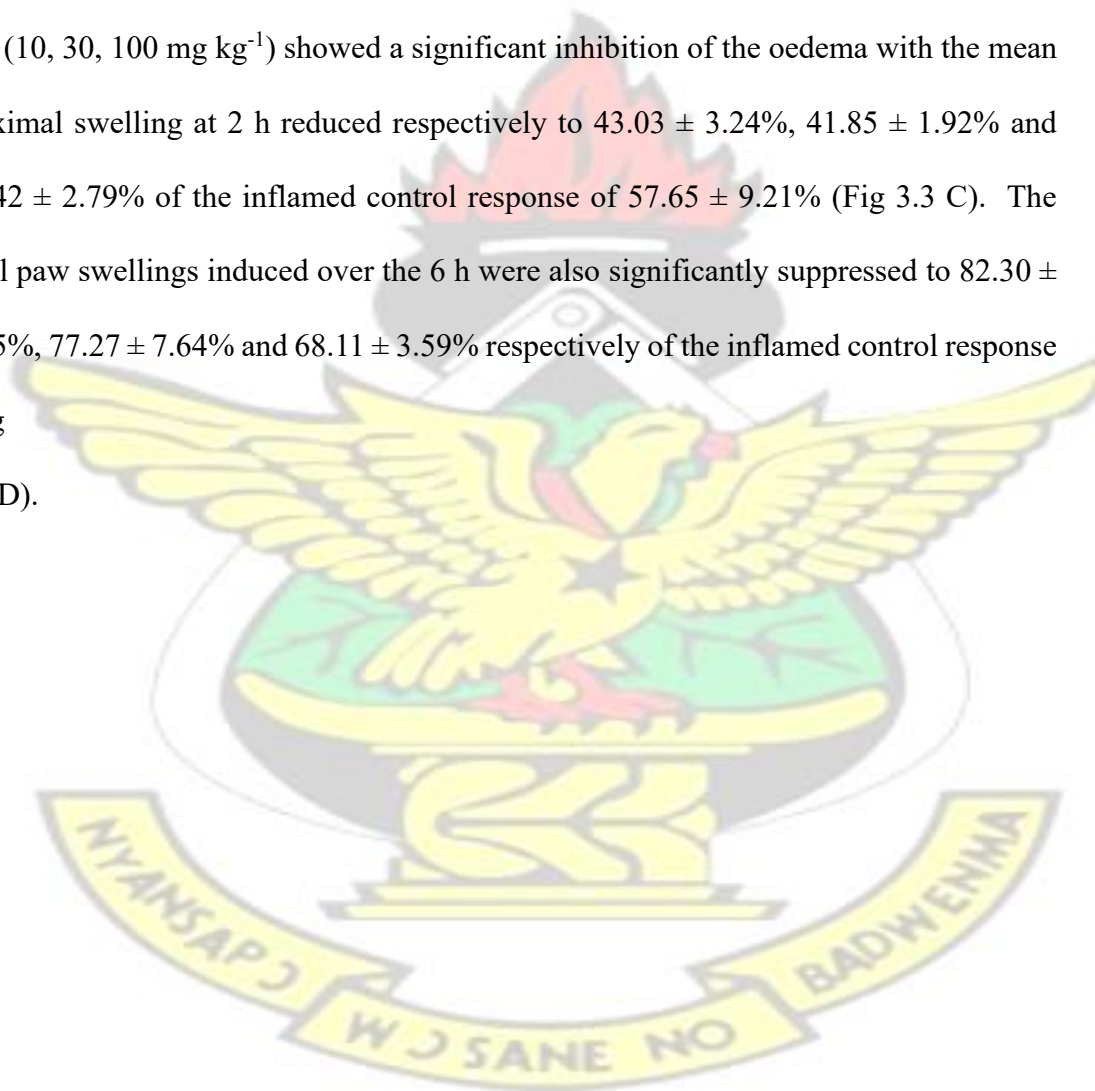 (10, 30, 100 mg kg-1) showed a significant inhibition of the oedema with the mean
ximal swelling at 2 h reduced respectively to 43.03 ± 3.24%, 41.85 ± 1.92% and
42 ± 2.79% of the inflamed control response of 57.65 ± 9.21% (Fig 3.3 C). The
l paw swellings induced over the 6 h were also significantly suppressed to 82.30 ±
5%, 77.27 ± 7.64% and 68.11 ± 3.59% respectively of the inflamed control response
g
D).
NYANSAPƆ
WƆ SANE NO
BADWENMA